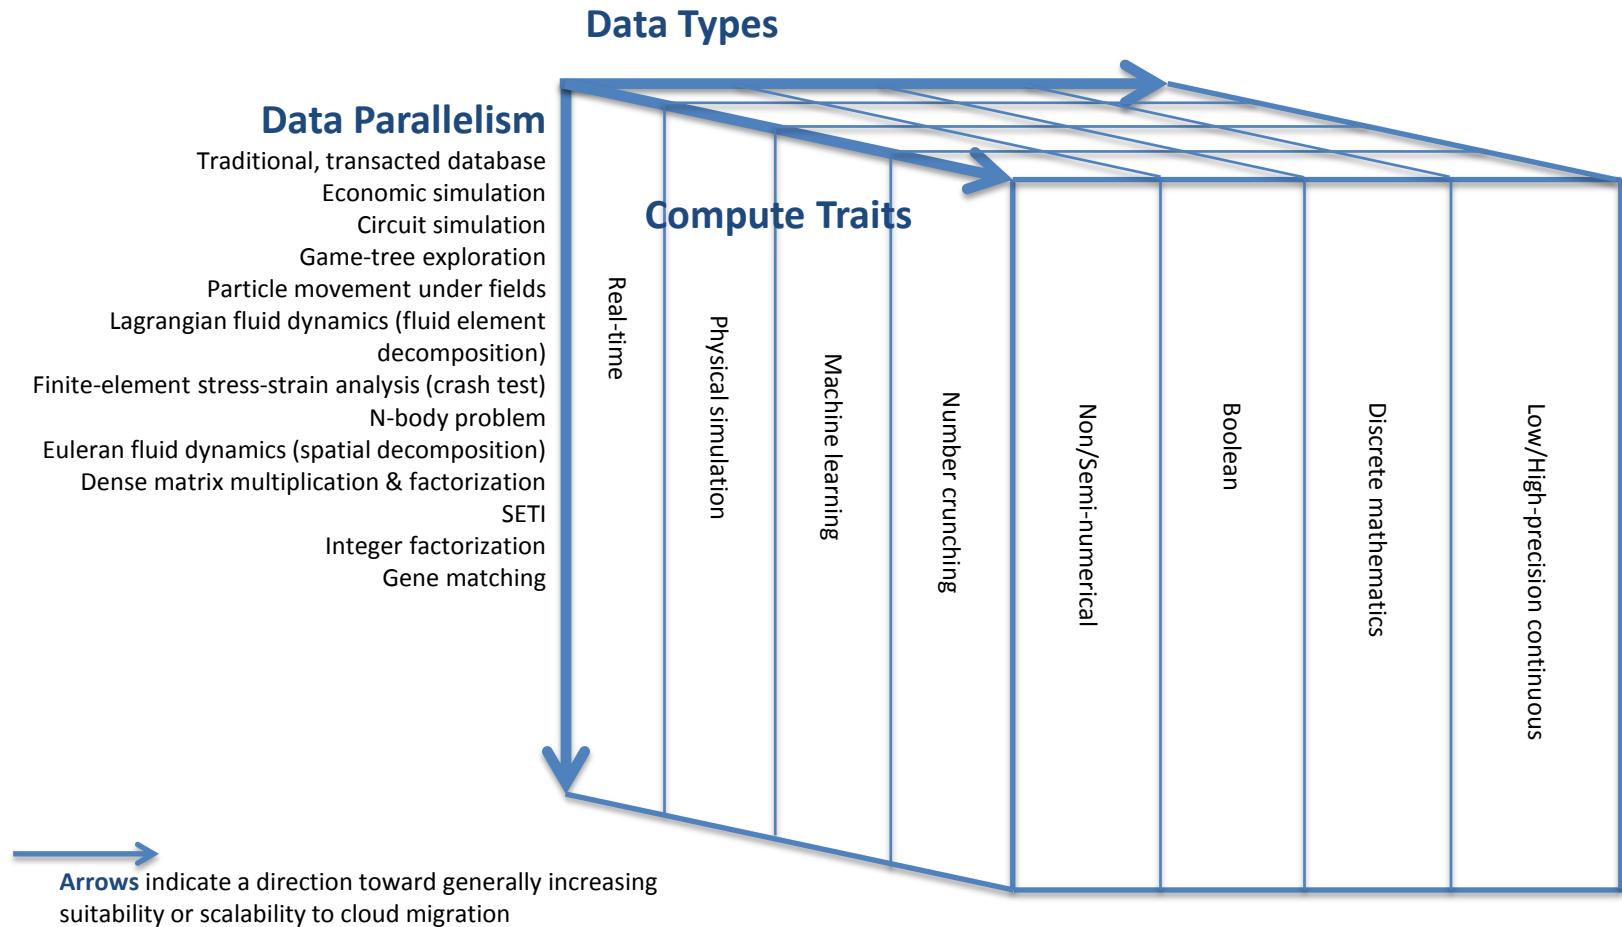 Data Types
Data Parallelism
Traditional, transacted database
Economic simulation
Circuit simulation
Game-tree exploration
Particle movement under fields
Lagrangian fluid dynamics (fluid element
decomposition)
Finite-element stress-strain analysis (crash test)
N-body problem
Euleran fluid dynamics (spatial decomposition)
Dense matrix multiplication & factorization
SETI
Integer factorization
Gene matching
Compute Traits
Real-time
Physical simulation
Machine learning
Number crunching
Non/Semi-numerical
Boolean
Discrete mathematics
Low/High-precision continuous
Arrows indicate a direction toward generally increasing
suitability or scalability to cloud migration